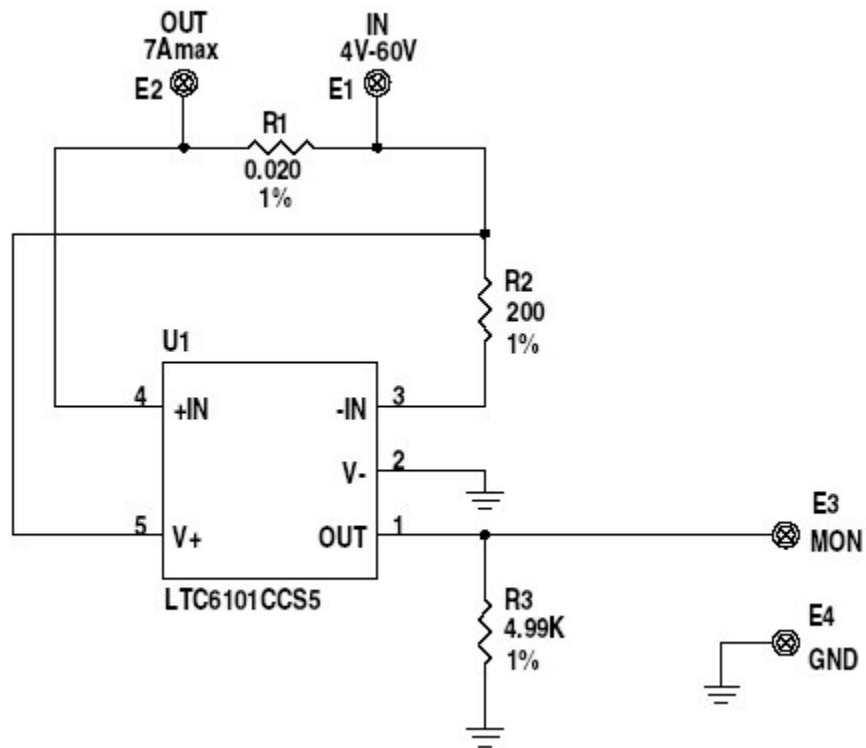 OUT
7Amax
E2
IN
4V-60V
E1
R1
0.020
1%
R2
200
1%
U1
4
+IN
-IN
3
V-
2
5
V+
OUT
1
LTC6101CCS5
E3
MON
R3
4.99K
1%
E4
GND